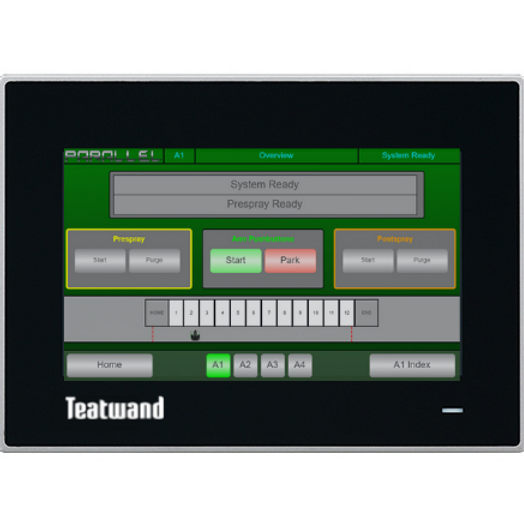 PARALLEL A1 Overview System Ready
System Ready
Prespray Ready
Prespray Arm Positioning Postspray
Start Purge Start Park Start Purge
HOME 1 2 3 4 5 6 7 8 9 10 11 12 END
Home A1 A2 A3 A4 A1 Index
Teatwand